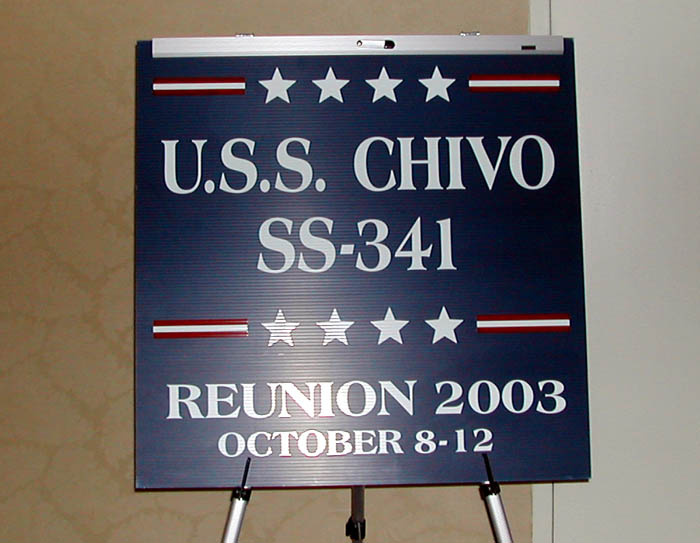 U.S.S. CHIVO
SS-341
REUNION 2003
OCTOBER 8-12